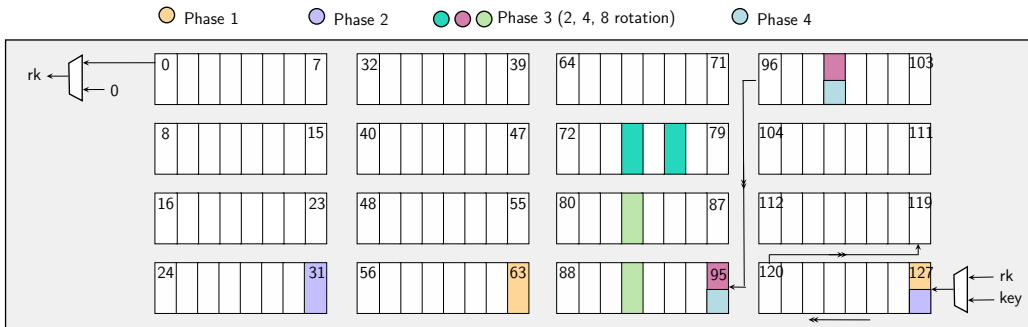 Phase 1 Phase 2 Phase 3 (2, 4, 8 rotation) Phase 4
0 7 32 39 64 71 96 103
rk
0
8 15 40 47 72 79 104 111
16 23 48 55 80 87 112 119
24 31 56 63 88 95 120 127
rk
key